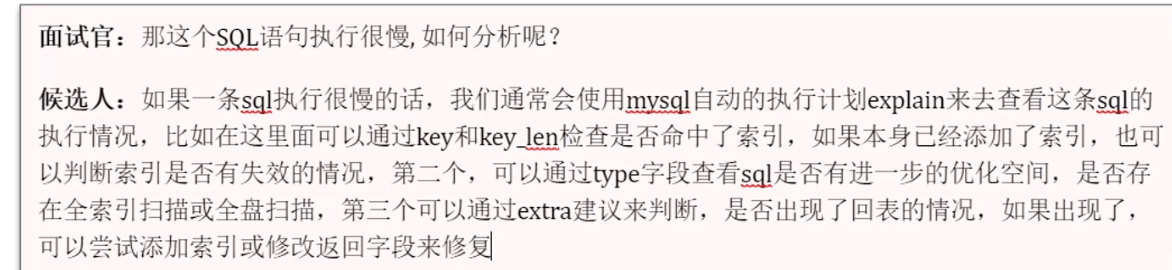 面试官：那这个SQL语句执行很慢, 如何分析呢？
候选人：如果一条sql执行很慢的话，我们通常会使用mysql自动的执行计划explain来去查看这条sql的
执行情况，比如在这里面可以通过key和key_len检查是否命中了索引，如果本身已经添加了索引，也可
以判断索引是否有失效的情况，第二个，可以通过type字段查看sql是否有进一步的优化空间，是否存
在全索引扫描或全盘扫描，第三个可以通过extra建议来判断，是否出现了回表的情况，如果出现了，
可以尝试添加索引或修改返回字段来修复